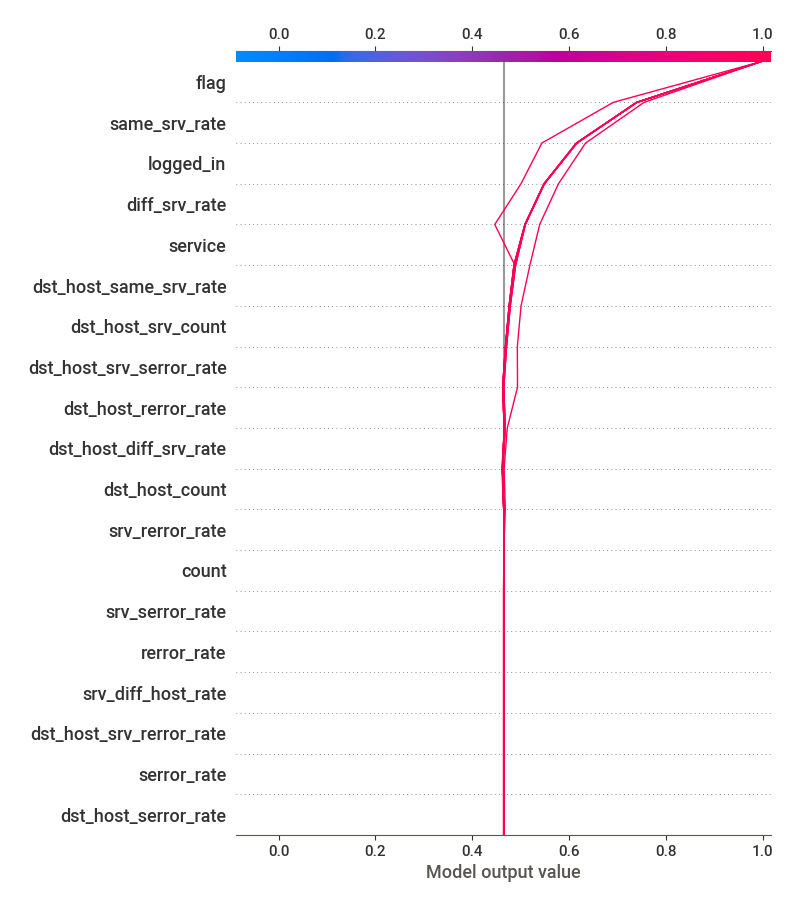 0.0 0.2 0.4 0.6 0.8 1.0
flag
same_srv_rate
logged_in
diff_srv_rate
service
dst_host_same_srv_rate
dst_host_srv_count
dst_host_srv_serror_rate
dst_host_rerror_rate
dst_host_diff_srv_rate
dst_host_count
srv_rerror_rate
count
srv_serror_rate
rerror_rate
srv_diff_host_rate
dst_host_srv_rerror_rate
serror_rate
dst_host_serror_rate
0.0 0.2 0.4 0.6 0.8 1.0
Model output value